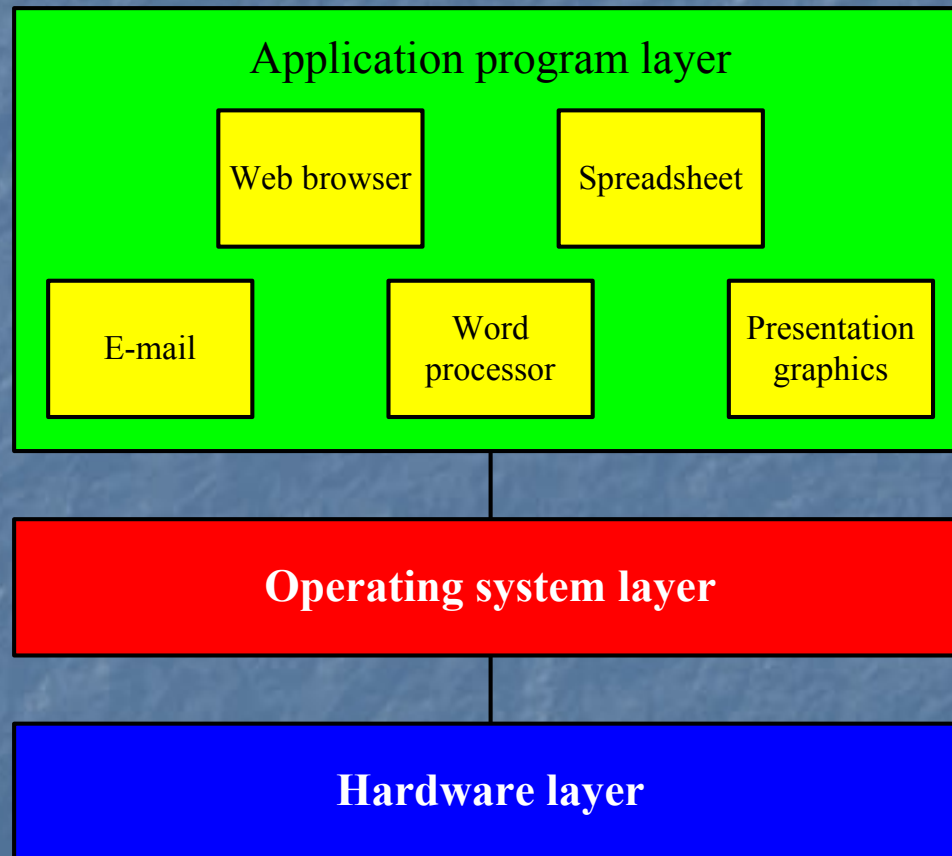 Application program layer
Web browser
Spreadsheet
E-mail
Word
processor
Presentation
graphics
Operating system layer
Hardware layer